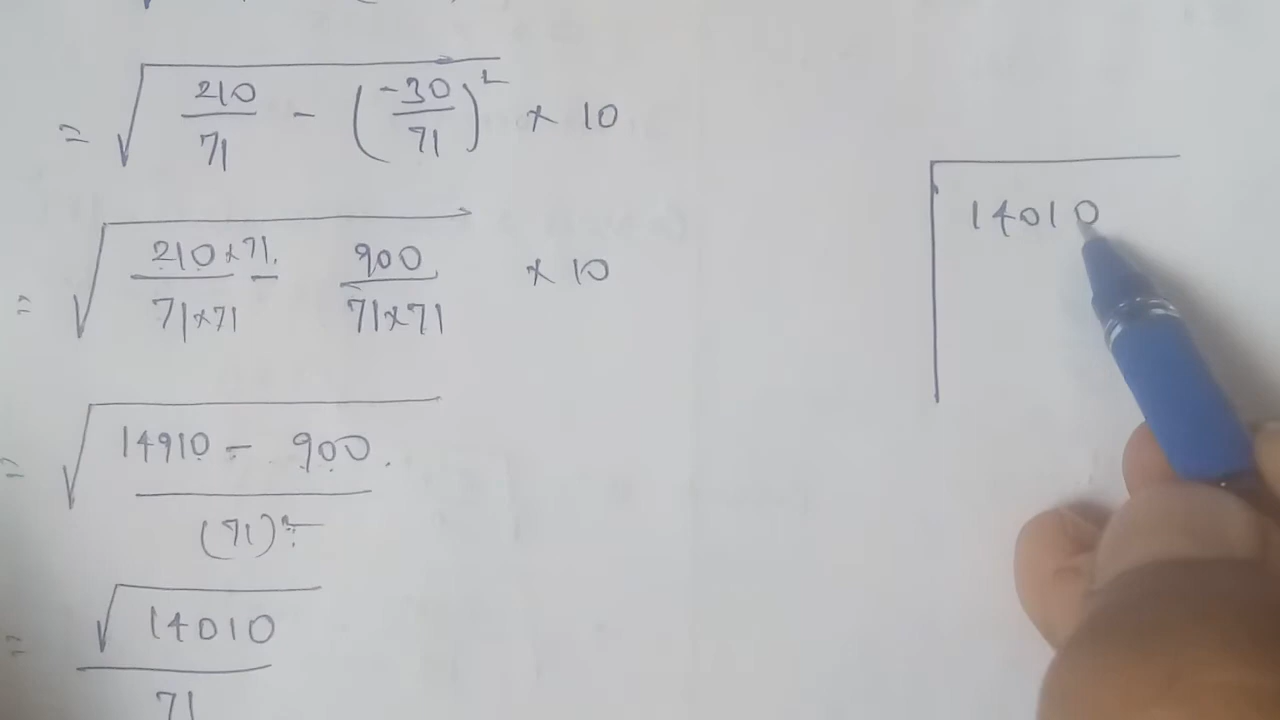 = √ 210/71 - (-30/71)² × 10
= √ 210×71/71×71 - 900/71×71 × 10
= √ 14910 - 900/(71)²
= √14010/71
14010